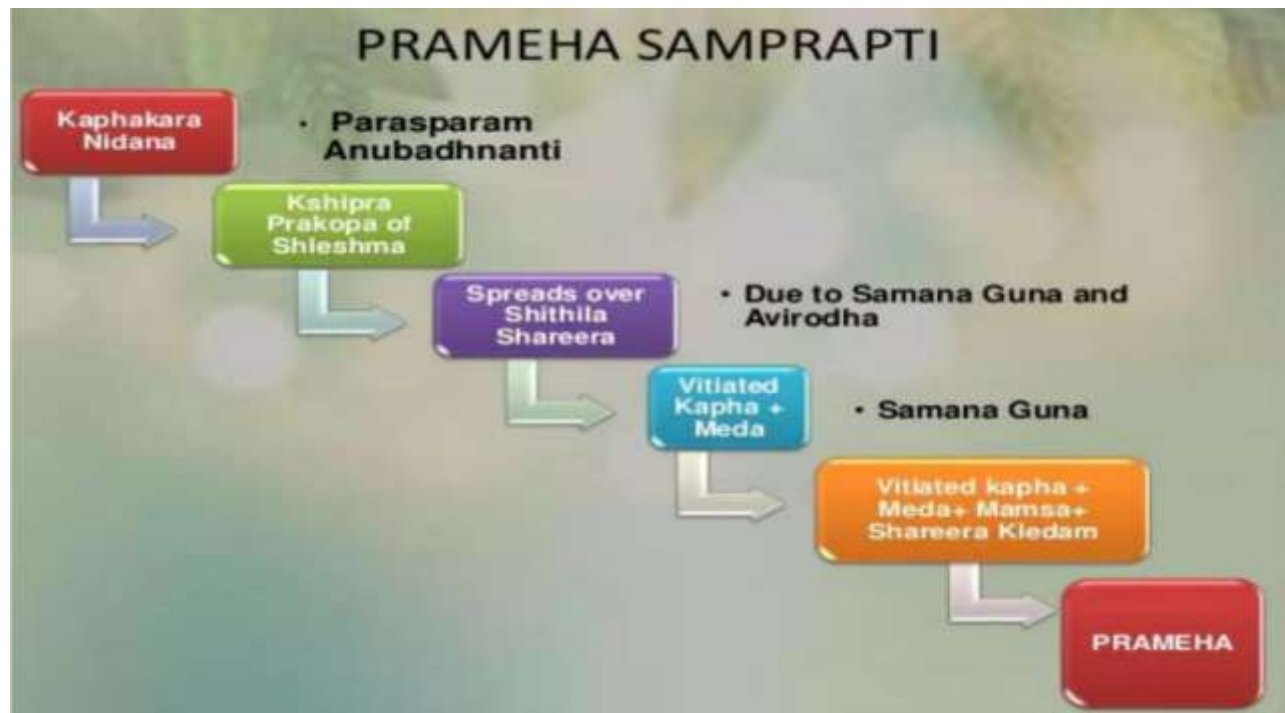 PRAMEHA SAMPRAPTI
Kaphakara
Nidana
• Parasparam
Anubadhnanti
Kshipra
Prakopa of
Shleshma
Spreads over
Shithila
Shareera
• Due to Samana Guna and
Avirodha
Vitiated
Kapha +
Meda
• Samana Guna
Vitiated kapha +
Meda+ Mamsa+
Shareera Kledam
PRAMEHA